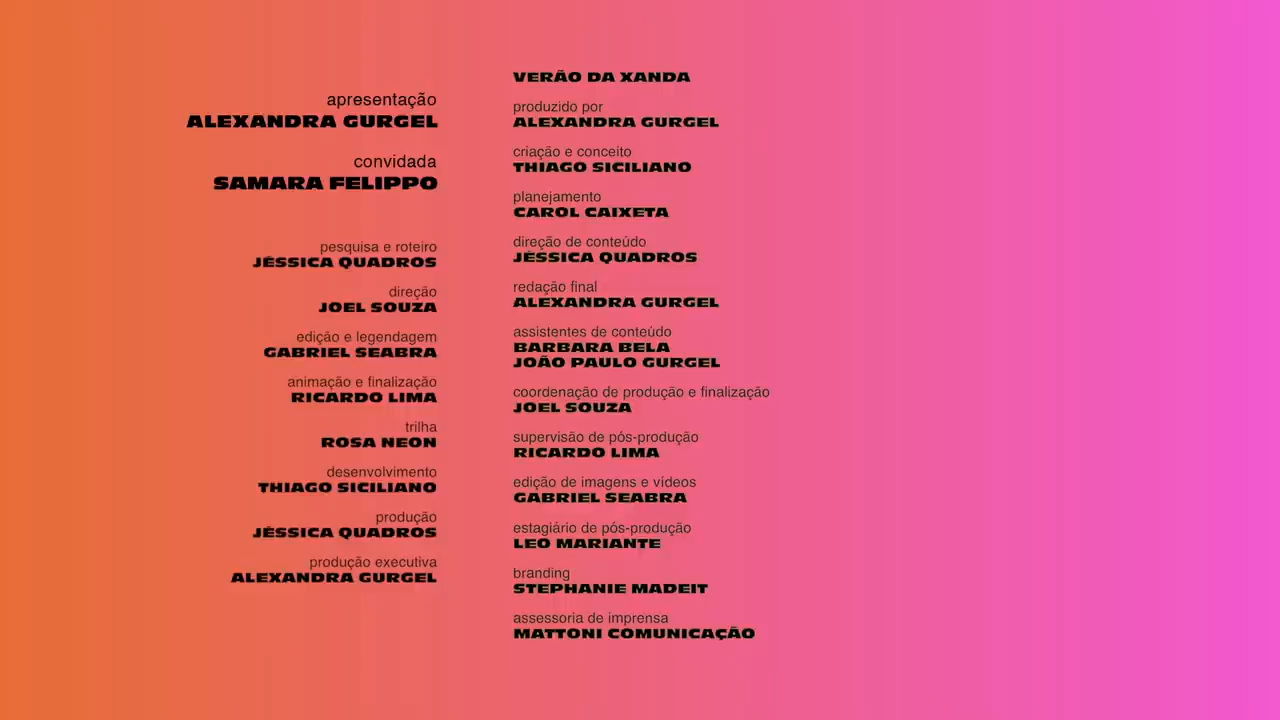 apresentação
ALEXANDRA GURGEL
convidada
SAMARA FELIPPO
pesquisa e roteiro
JÉSSICA QUADROS
direção
JOEL SOUZA
edição e legendagem
GABRIEL SEABRA
animação e finalização
RICARDO LIMA
trilha
ROSA NEON
desenvolvimento
THIAGO SICILIANO
produção
JÉSSICA QUADROS
produção executiva
ALEXANDRA GURGEL
VERÃO DA XANDA
produzido por
ALEXANDRA GURGEL
criação e conceito
THIAGO SICILIANO
planejamento
CAROL CAIXETA
direção de conteúdo
JÉSSICA QUADROS
redação final
ALEXANDRA GURGEL
assistentes de conteúdo
BARBARA BELA
JOÃO PAULO GURGEL
coordenação de produção e finalização
JOEL SOUZA
supervisão de pós-produção
RICARDO LIMA
edição de imagens e vídeos
GABRIEL SEABRA
estagiário de pós-produção
LEO MARIANTE
branding
STEPHANIE MADEIT
assessoria de imprensa
MATTONI COMUNICAÇÃO